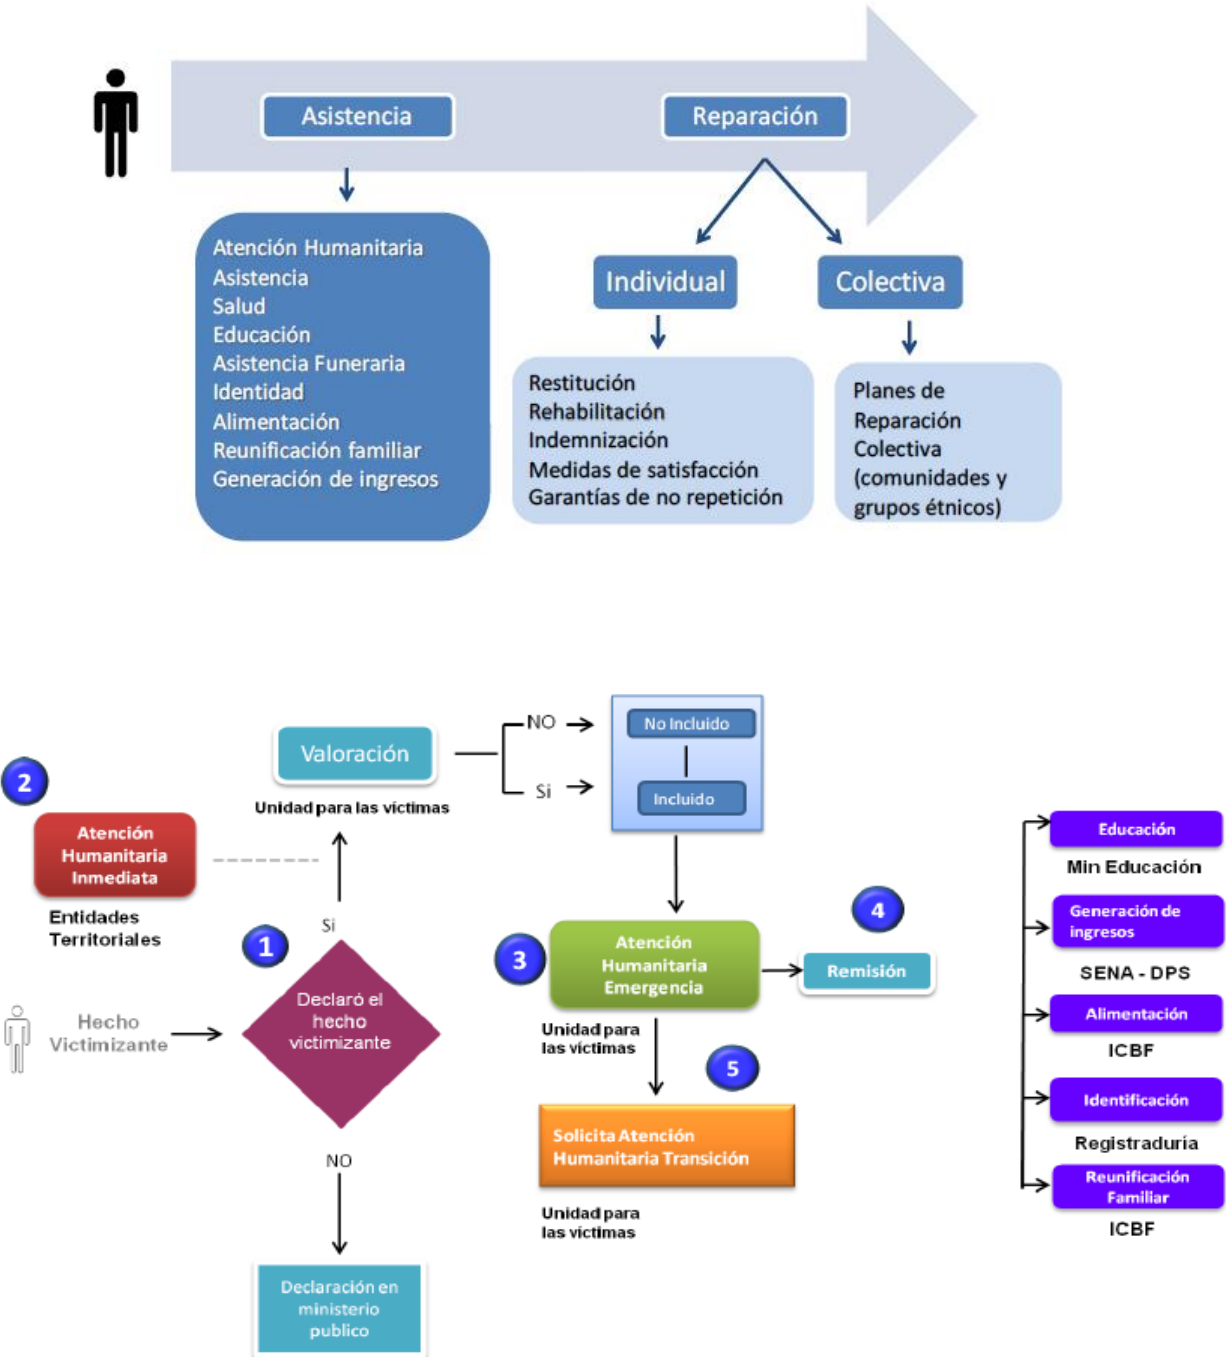 Asistencia
Reparación
Atención Humanitaria
Asistencia
Salud
Educación
Asistencia Funeraria
Identidad
Alimentación
Reunificación familiar
Generación de ingresos
Individual
Colectiva
Restitución
Rehabilitación
Indemnización
Medidas de satisfacción
Garantías de no repetición
Planes de
Reparación
Colectiva
(comunidades y
grupos étnicos)
2
Atención
Humanitaria
Inmediata
Entidades
Territoriales
Valoración
Unidad para las víctimas
NO
Si
No Incluido
Incluido
Si
1
Declaró el
hecho
victimizante
Hecho
Victimizante
NO
Declaración en
ministerio
publico
3
Atención
Humanitaria
Emergencia
Unidad para
las víctimas
4
Remisión
5
Solicita Atención
Humanitaria Transición
Unidad para
las víctimas
Educación
Min Educación
Generación de
ingresos
SENA - DPS
Alimentación
ICBF
Identificación
Registraduría
Reunificación
Familiar
ICBF